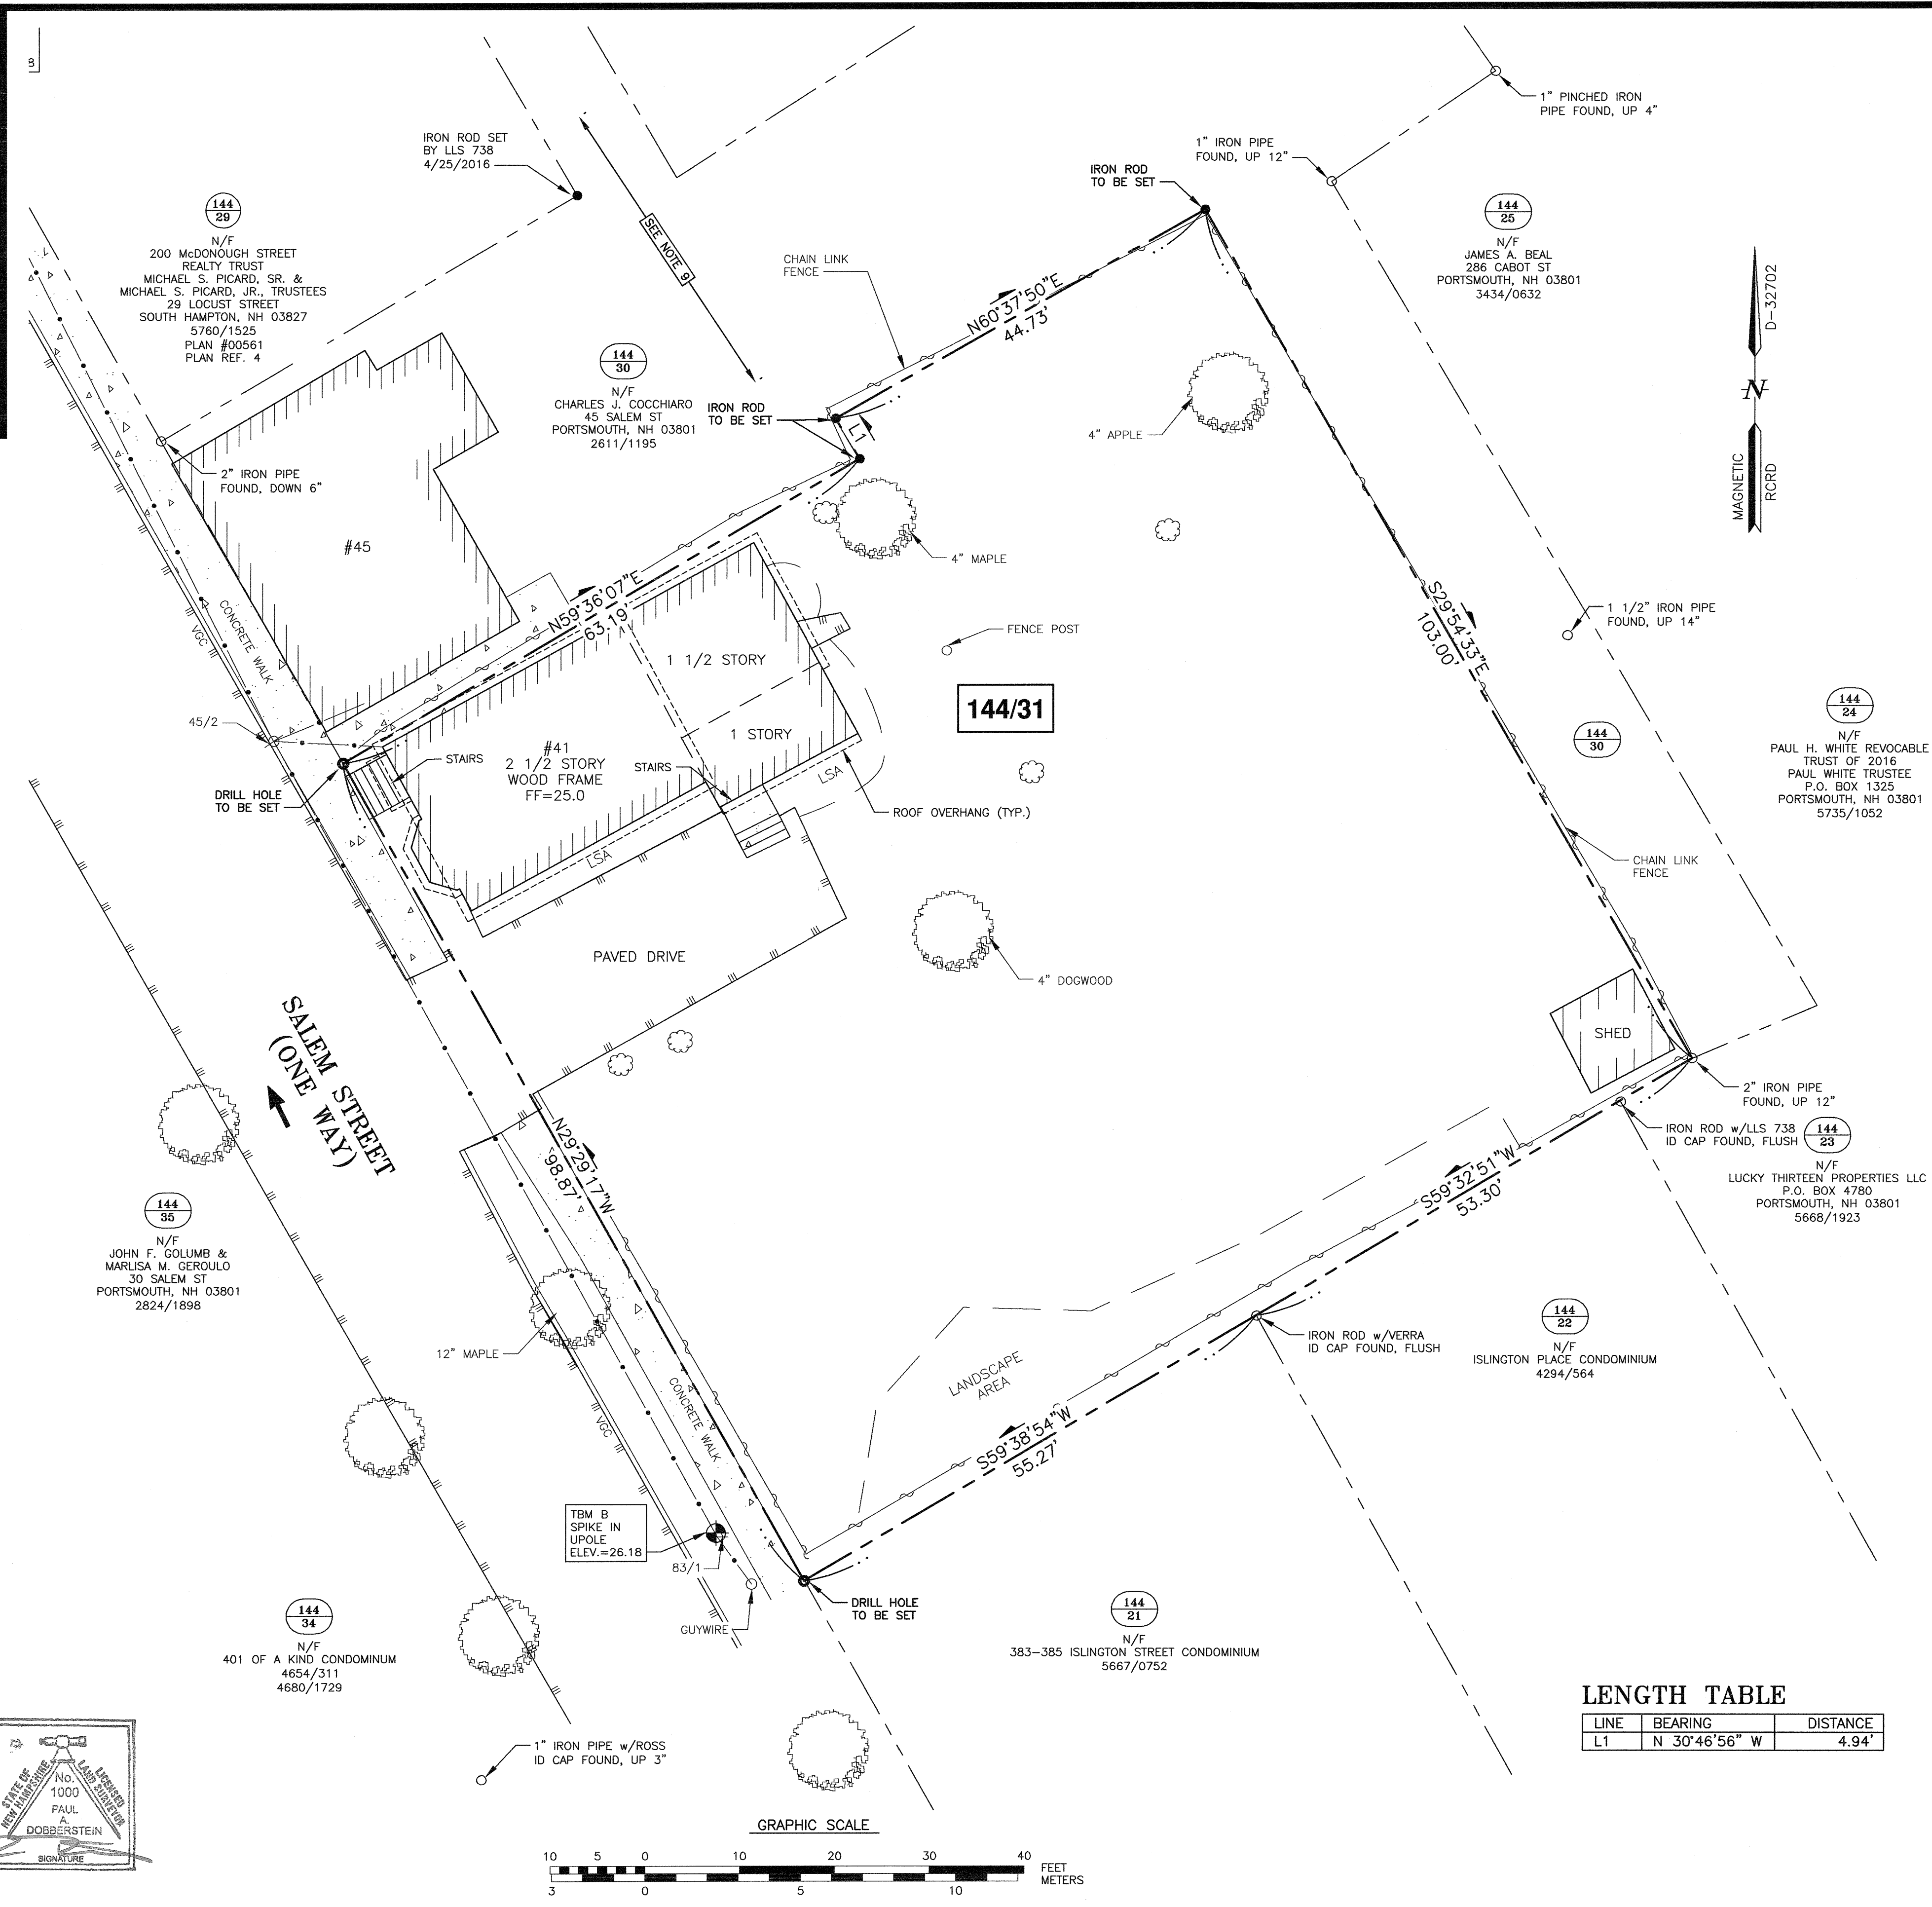 8
1" PINCHED IRON
PIPE FOUND, UP 4"
IRON ROD SET
BY LLS 738
4/25/2016
1" IRON PIPE
FOUND, UP 12"
IRON ROD
TO BE SET
144
29
N/F
200 McDONOUGH STREET
REALTY TRUST
MICHAEL S. PICARD, SR. &
MICHAEL S. PICARD, JR., TRUSTEES
29 LOCUST STREET
SOUTH HAMPTON, NH 03827
5760/1525
PLAN #00561
PLAN REF. 4
SEE NOTE 9
CHAIN LINK
FENCE
144
25
N/F
JAMES A. BEAL
286 CABOT ST
PORTSMOUTH, NH 03801
3434/0632
D-32702
N
MAGNETIC
RCRD
N60°37'50"E
44.73'
144
30
N/F
CHARLES J. COCCHIARO
45 SALEM ST
PORTSMOUTH, NH 03801
2611/1195
IRON ROD
TO BE SET
L1
4" APPLE
2" IRON PIPE
FOUND, DOWN 6"
#45
4" MAPLE
N59°36'07"E
63.19'
CONCRETE WALK
VGC
S29°54'33"E
103.00'
1 1/2" IRON PIPE
FOUND, UP 14"
FENCE POST
1 1/2 STORY
144/31
1 STORY
45/2
STAIRS
#41
2 1/2 STORY
WOOD FRAME
FF=25.0
STAIRS
LSA
144
30
144
24
N/F
PAUL H. WHITE REVOCABLE
TRUST OF 2016
PAUL WHITE TRUSTEE
P.O. BOX 1325
PORTSMOUTH, NH 03801
5735/1052
DRILL HOLE
TO BE SET
ROOF OVERHANG (TYP.)
LSA
CHAIN LINK
FENCE
PAVED DRIVE
4" DOGWOOD
SALEM STREET
(ONE WAY)
SHED
2" IRON PIPE
FOUND, UP 12"
IRON ROD w/LLS 738
ID CAP FOUND, FLUSH
144
23
N/F
LUCKY THIRTEEN PROPERTIES LLC
P.O. BOX 4780
PORTSMOUTH, NH 03801
5668/1923
N29°29'17"W
98.87'
S59°32'51"W
53.30'
144
35
N/F
JOHN F. GOLUMB &
MARLISA M. GEROULO
30 SALEM ST
PORTSMOUTH, NH 03801
2824/1898
12" MAPLE
IRON ROD w/VERRA
ID CAP FOUND, FLUSH
144
22
N/F
ISLINGTON PLACE CONDOMINIUM
4294/564
LANDSCAPE
AREA
CONCRETE WALK
VGC
S59°38'54"W
55.27'
TBM B
SPIKE IN
UPOLE
ELEV.=26.18
83/1
GUYWIRE
DRILL HOLE
TO BE SET
144
34
N/F
401 OF A KIND CONDOMINUM
4654/311
4680/1729
144
21
N/F
383-385 ISLINGTON STREET CONDOMINIUM
5667/0752
LENGTH TABLE
LINE BEARING DISTANCE
L1 N 30°46'56" W 4.94'
1" IRON PIPE w/ROSS
ID CAP FOUND, UP 3"
STATE OF
NEW HAMPSHIRE
LICENSED
LAND SURVEYOR
No.
1000
PAUL
A.
DOBBERSTEIN
SIGNATURE
GRAPHIC SCALE
10 5 0 10 20 30 40
FEET
METERS
3 0 5 10